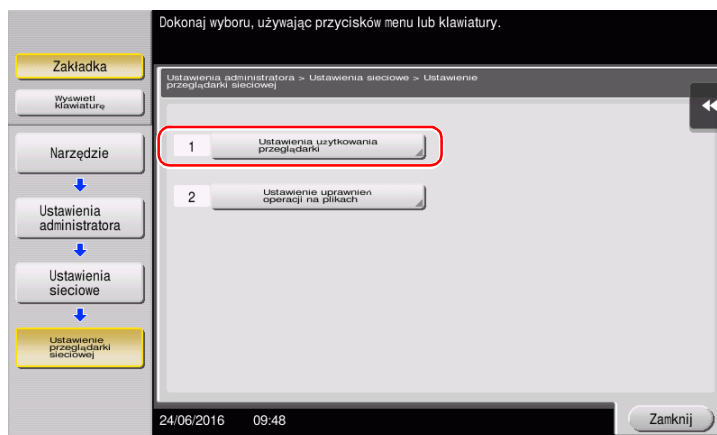 Dokonaj wyboru, używając przycisków menu lub klawiatury.
Zakładka
Wyświetl
klawiaturę
Narzędzie
Ustawienia
administratora
Ustawienia
sieciowe
Ustawienie
przeglądarki
sieciowej
Ustawienia administratora > Ustawienia sieciowe > Ustawienie
przeglądarki sieciowej
1 Ustawienia użytkowania
przeglądarki
2 Ustawienie uprawnień
operacji na plikach
24/06/2016 09:48
Zamknij